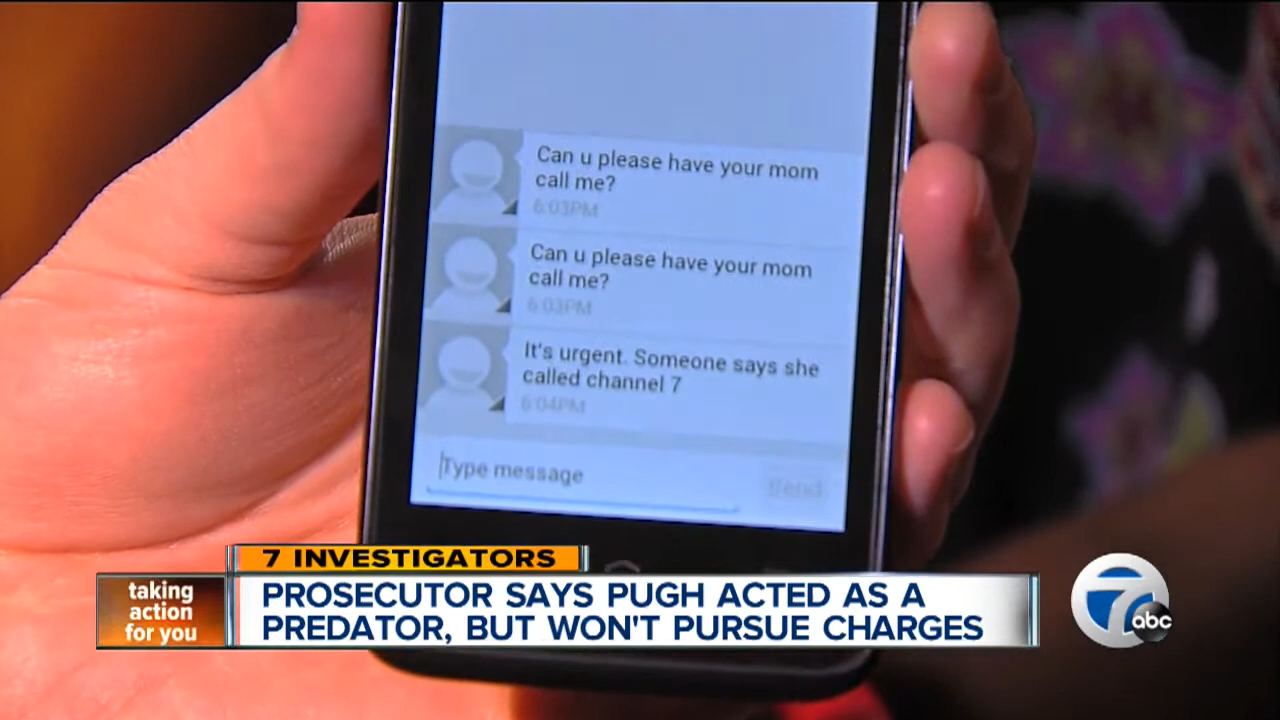 Can u please have your mom
call me?
6:03PM
Can u please have your mom
call me?
6:03PM
It's urgent. Someone says she
called channel 7
6:04PM
Type message
Send
7 INVESTIGATORS
taking
action
for you
PROSECUTOR SAYS PUGH ACTED AS A
PREDATOR, BUT WON'T PURSUE CHARGES
7
abc